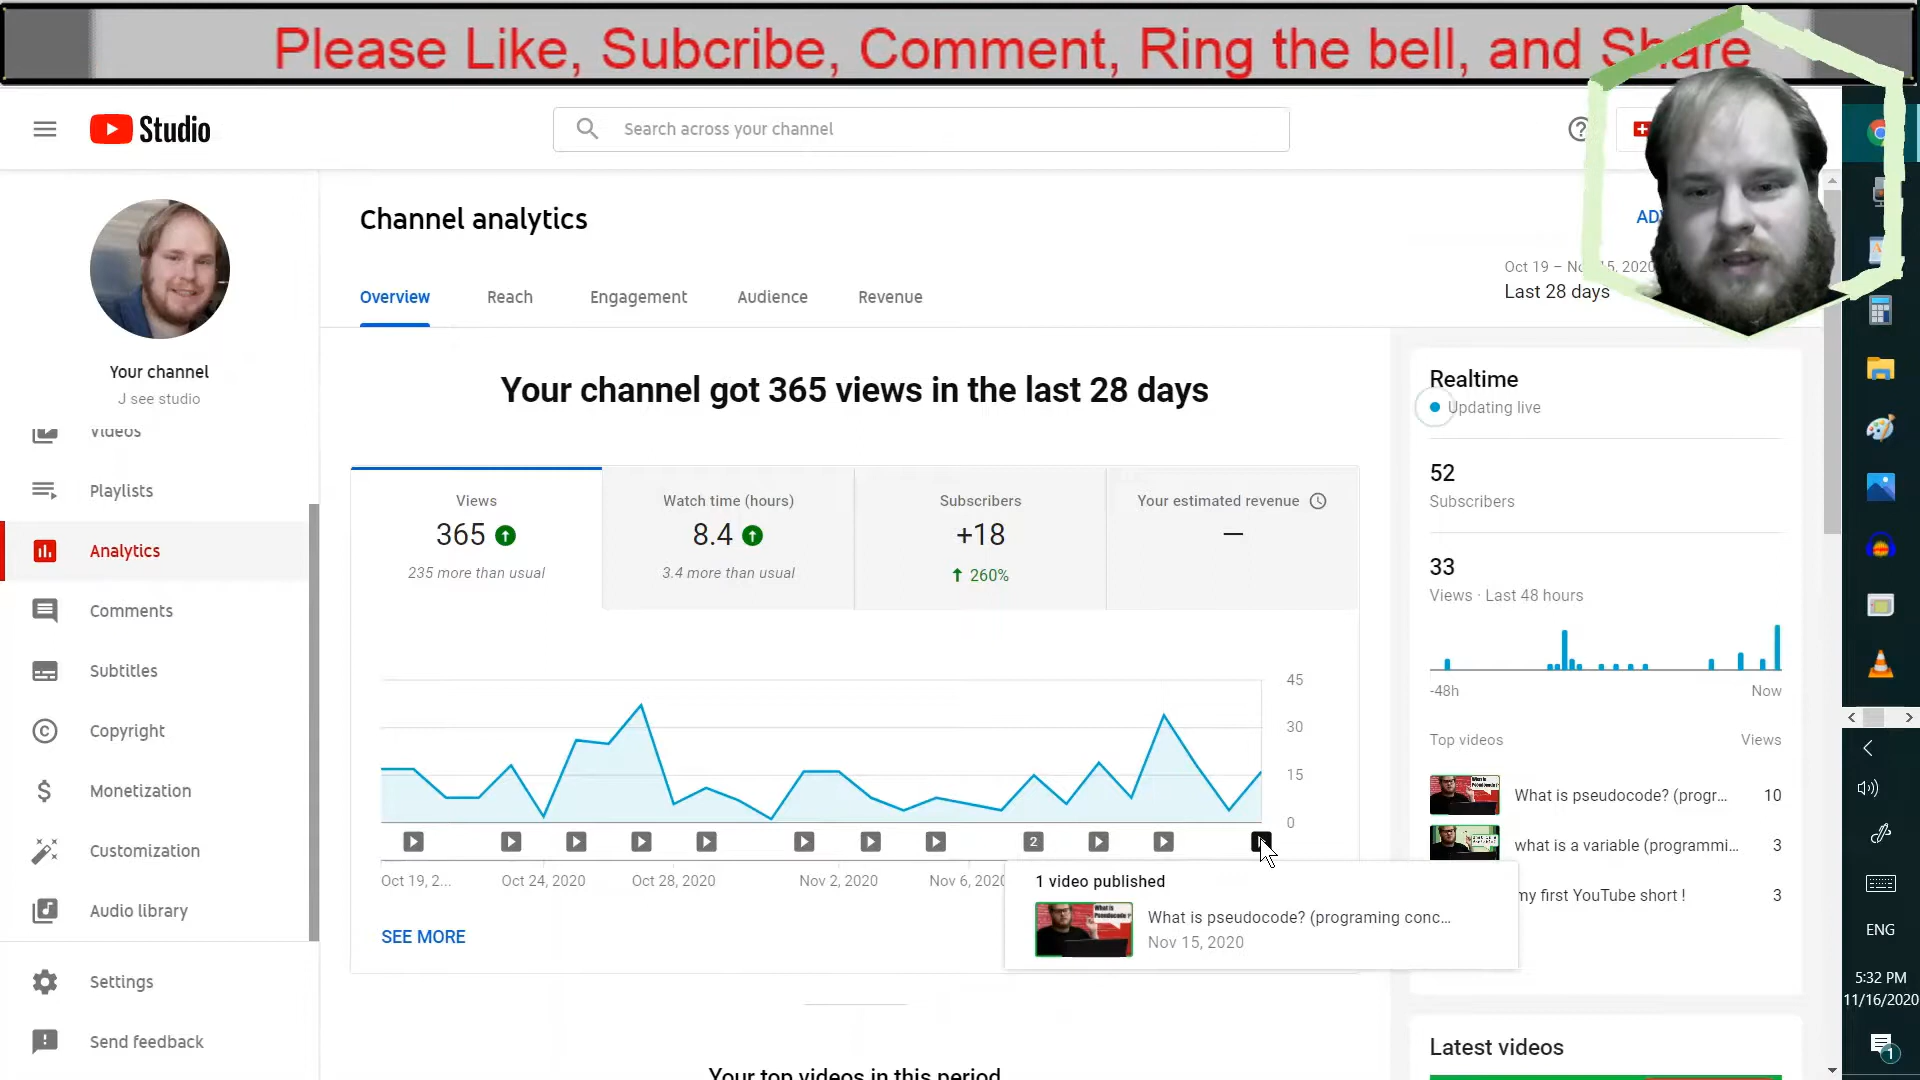 Please Like, Subcribe, Comment, Ring the bell, and Share
Studio
Search across your channel
Channel analytics
Oct 19 – Nov 15, 2020
Last 28 days
Overview
Reach
Engagement
Audience
Revenue
Your channel
J see studio
Videos
Playlists
Analytics
Comments
Subtitles
Copyright
Monetization
Customization
Audio library
Settings
Send feedback
Your channel got 365 views in the last 28 days
Views
365
235 more than usual
Watch time (hours)
8.4
3.4 more than usual
Subscribers
+18
260%
Your estimated revenue
—
45
30
15
0
2
Oct 19, 2...
Oct 24, 2020
Oct 28, 2020
Nov 2, 2020
Nov 6, 2020
1 video published
What is pseudocode? (programing conc...
Nov 15, 2020
SEE MORE
Your top videos in this period
Realtime
Updating live
52
Subscribers
33
Views · Last 48 hours
-48h
Now
Top videos
Views
What is pseudocode? (progr...
10
what is a variable (programmi...
3
my first YouTube short !
3
Latest videos
ENG
5:32 PM
11/16/2020
1